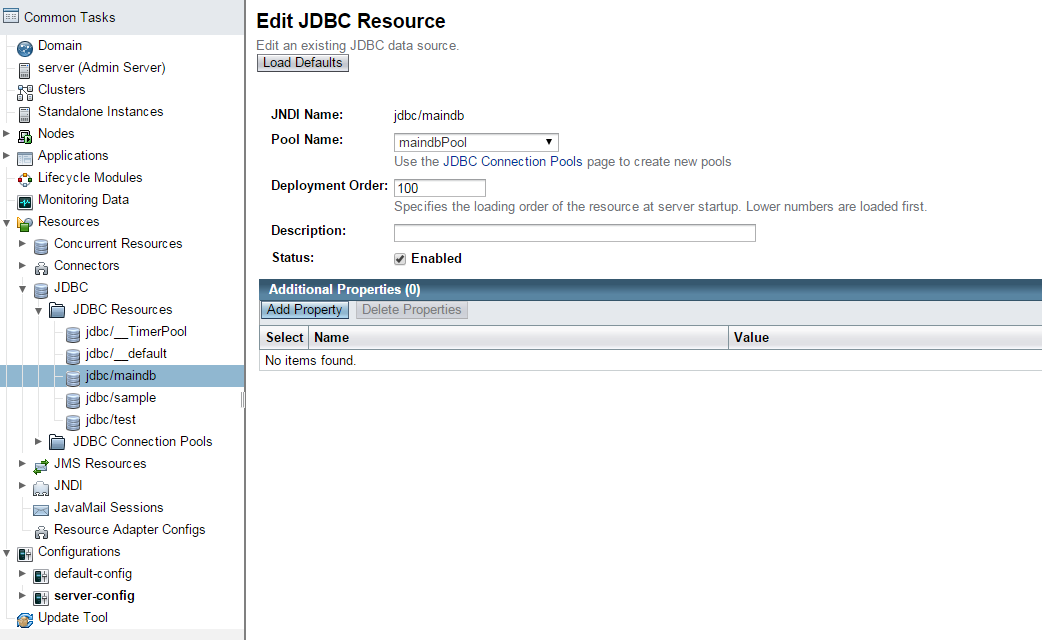 Common Tasks
Domain
server (Admin Server)
Clusters
Standalone Instances
Nodes
Applications
Lifecycle Modules
Monitoring Data
Resources
Concurrent Resources
Connectors
JDBC
JDBC Resources
jdbc/__TimerPool
jdbc/__default
jdbc/maindb
jdbc/sample
jdbc/test
JDBC Connection Pools
JMS Resources
JNDI
JavaMail Sessions
Resource Adapter Configs
Configurations
default-config
server-config
Update Tool
Edit JDBC Resource
Edit an existing JDBC data source.
Load Defaults
JNDI Name: jdbc/maindb
Pool Name: maindbPool
Use the JDBC Connection Pools page to create new pools
Deployment Order: 100
Specifies the loading order of the resource at server startup. Lower numbers are loaded first.
Description:
Status: Enabled
Additional Properties (0)
Add Property Delete Properties
Select Name Value
No items found.